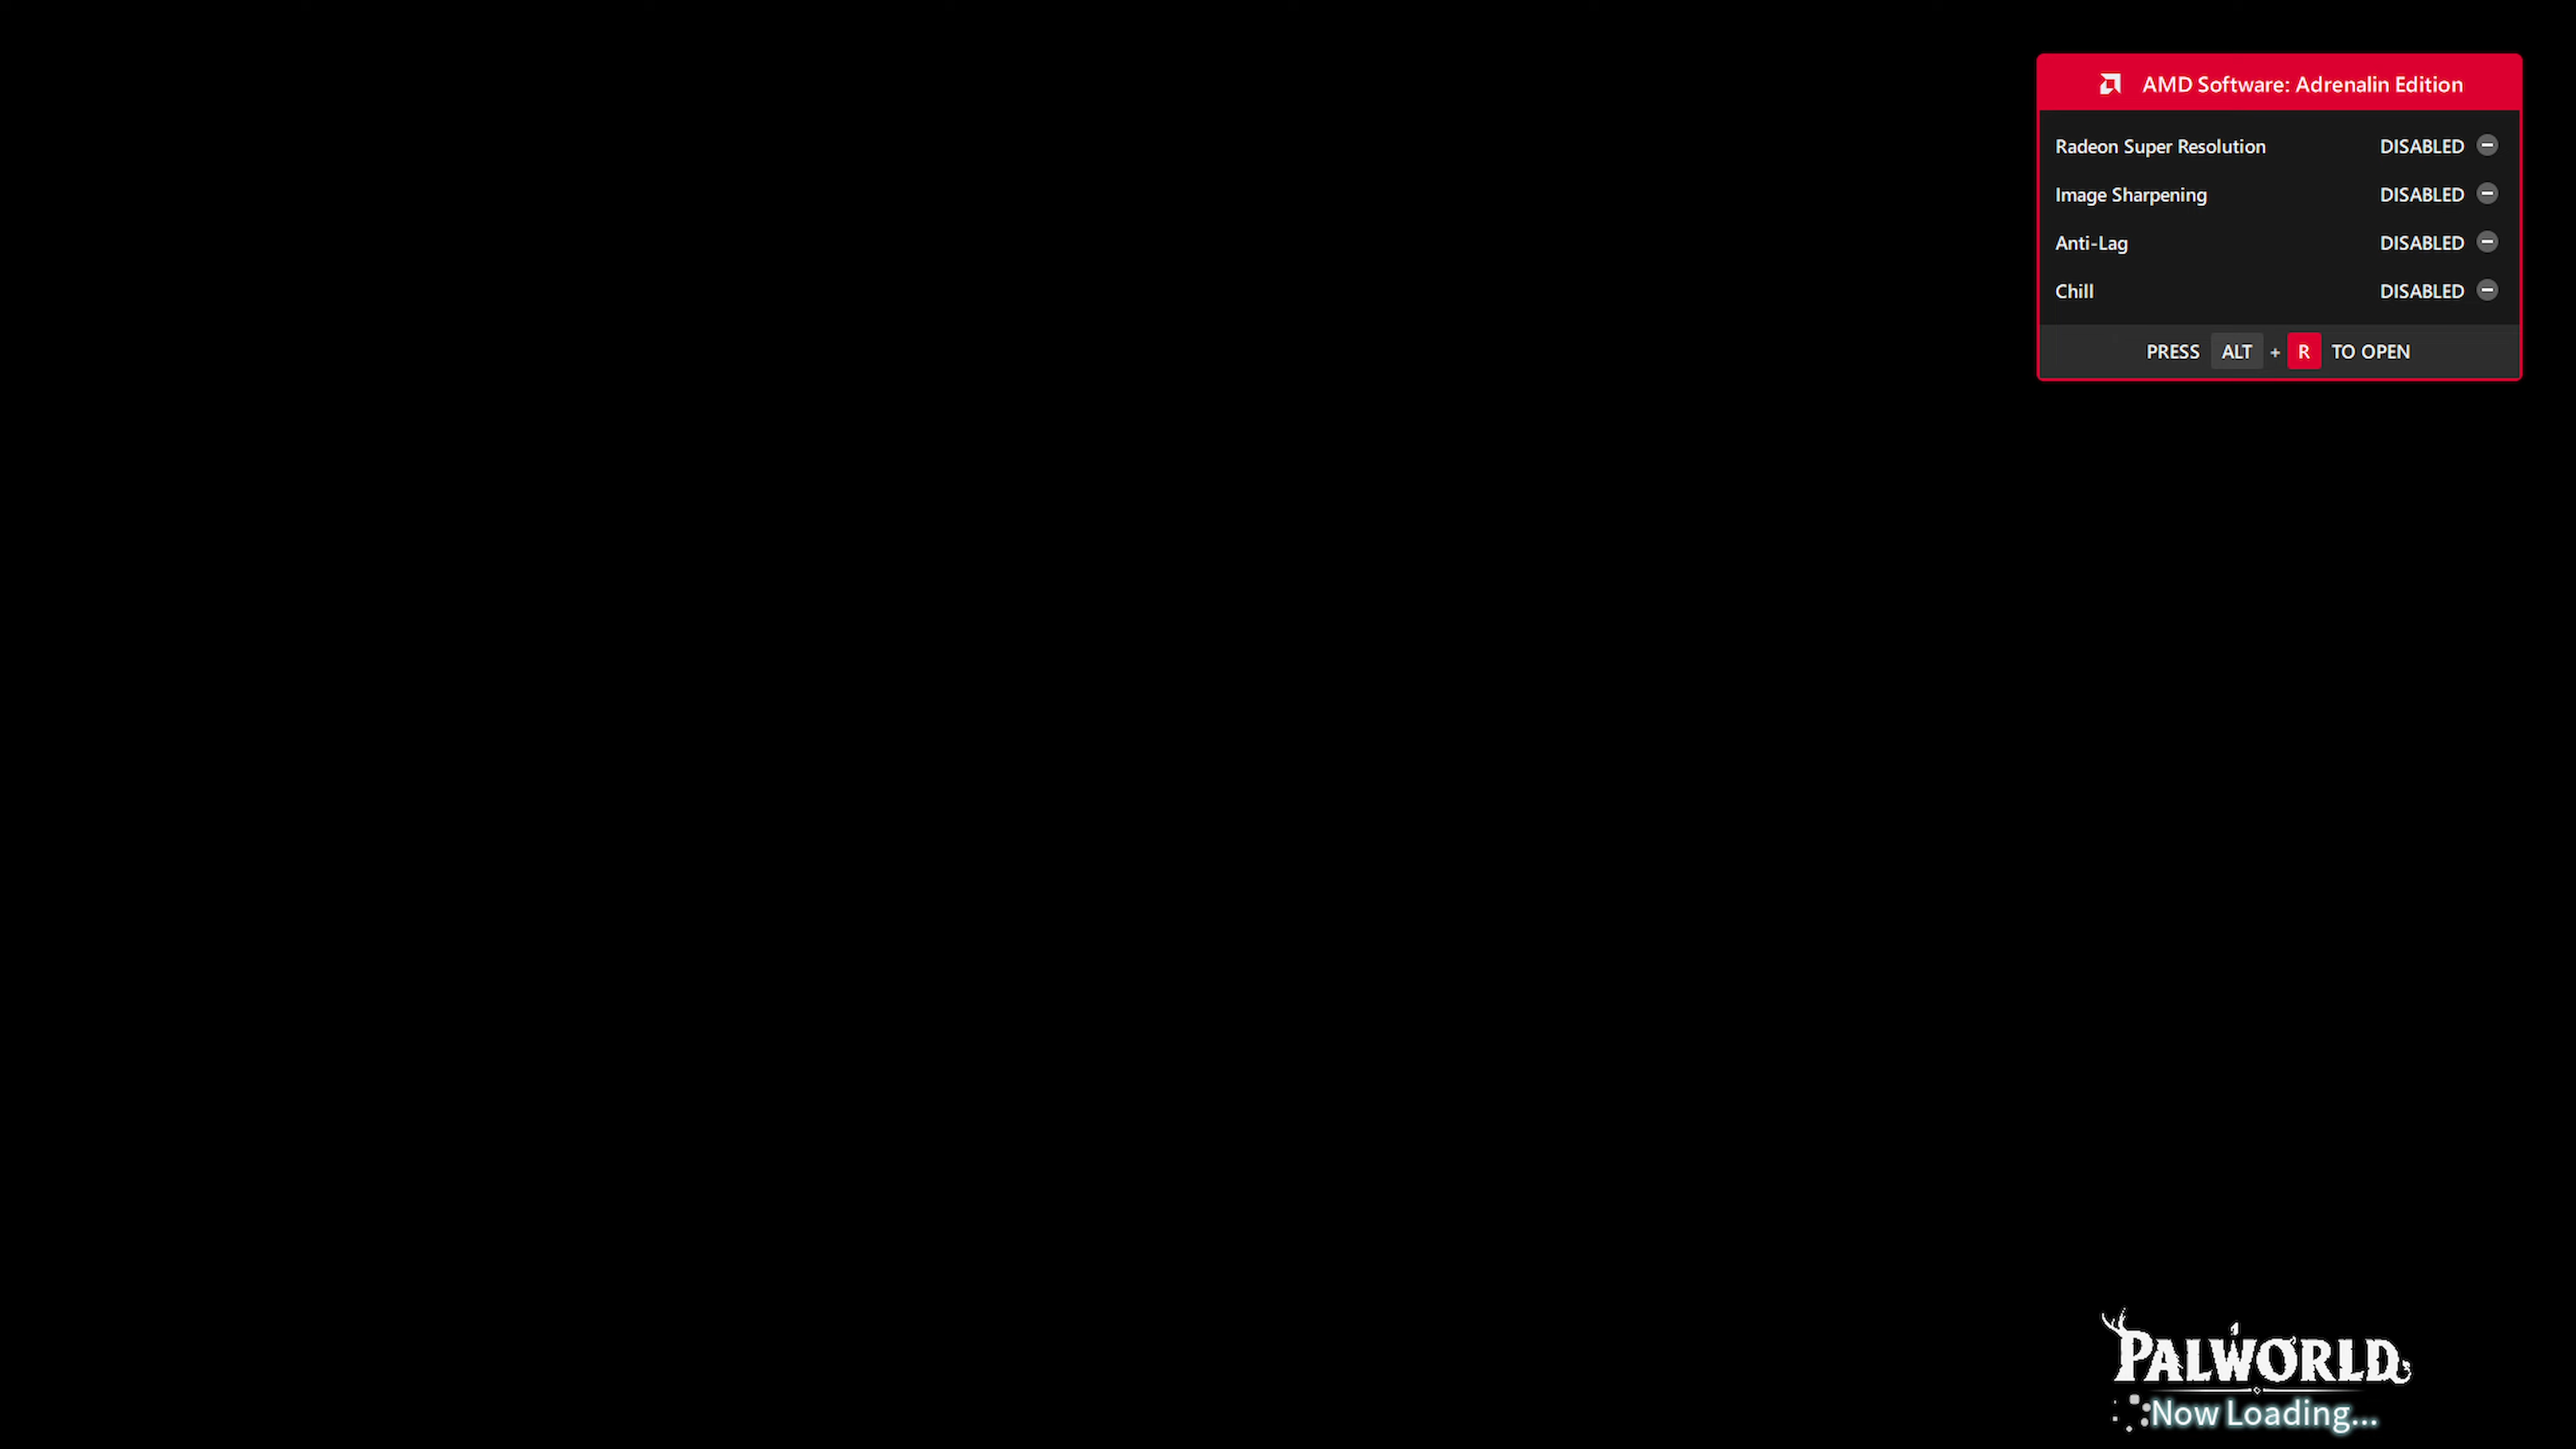 AMD Software: Adrenalin Edition
Radeon Super Resolution DISABLED
Image Sharpening DISABLED
Anti-Lag DISABLED
Chill DISABLED
PRESS ALT + R TO OPEN
PALWORLD
Now Loading...